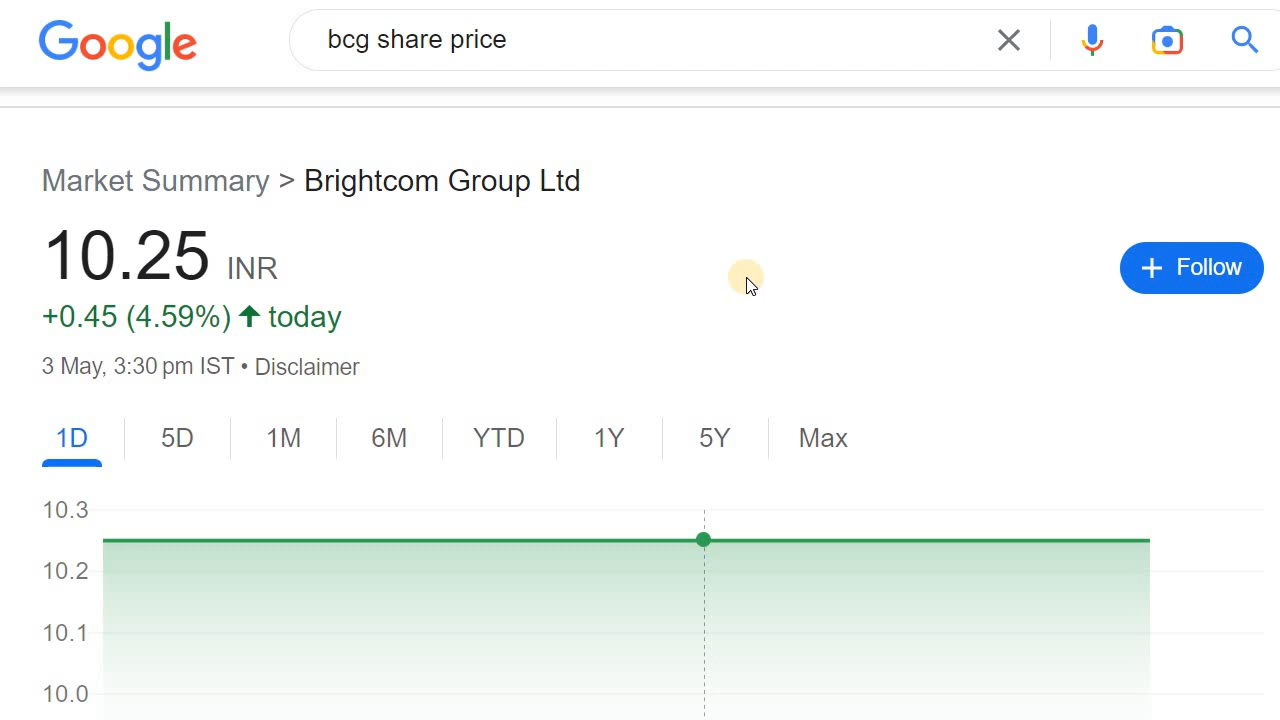 Google
bcg share price
Market Summary > Brightcom Group Ltd
10.25 INR
+ Follow
+0.45 (4.59%) ↑ today
3 May, 3:30 pm IST • Disclaimer
1D 5D 1M 6M YTD 1Y 5Y Max
10.3
10.2
10.1
10.0